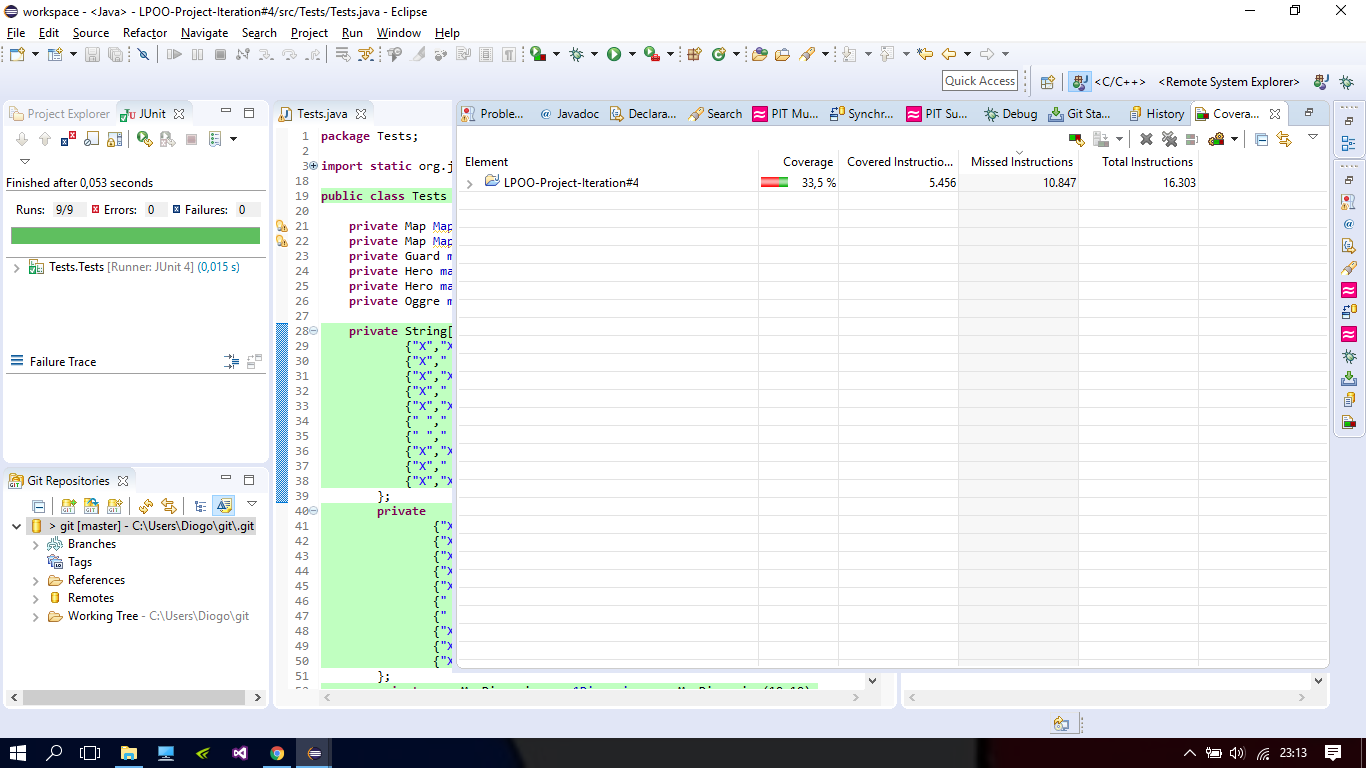 workspace - <Java> - LPOO-Project-Iteration#4/src/Tests/Tests.java - Eclipse
File Edit Source Refactor Navigate Search Project Run Window Help
Quick Access <C/C++> <Remote System Explorer>
Project Explorer JUnit
Finished after 0,053 seconds
Runs: 9/9 Errors: 0 Failures: 0
Tests.Tests [Runner: JUnit 4] (0,015 s)
Failure Trace
Git Repositories
> git [master] - C:\Users\Diogo\git\.git
Branches
Tags
References
Remotes
Working Tree - C:\Users\Diogo\git
Tests.java
1 package Tests;
2
3 import static org.j
18
19 public class Tests
20
21 private Map Map
22 private Map Map
23 private Guard m
24 private Hero ma
25 private Hero ma
26 private Oggre m
27
28 private String[
29 {"X","X
30 {"X","
31 {"X","X
32 {"X","
33 {"X","X
34 {" ","
35 {" ","
36 {"X","X
37 {"X","
38 {"X","X
39 };
40 private
41 {"X
42 {"X
43 {"X
44 {"X
45 {"X
46 {"
47 {"
48 {"X
49 {"X
50 {"X
51 };
Proble... Javadoc Declara... Search PIT Mu... Synchr... PIT Su... Debug Git Sta... History Covera...
Element Coverage Covered Instructio... Missed Instructions Total Instructions
LPOO-Project-Iteration#4 33,5 % 5.456 10.847 16.303
23:13